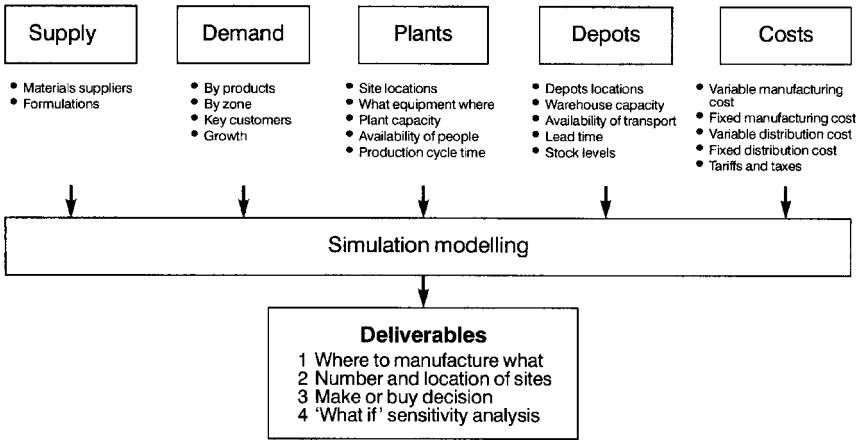 Supply
Demand
Plants
Depots
Costs
• Materials suppliers
• Formulations
• By products
• By zone
• Key customers
• Growth
• Site locations
• What equipment where
• Plant capacity
• Availability of people
• Production cycle time
• Depots locations
• Warehouse capacity
• Availability of transport
• Lead time
• Stock levels
• Variable manufacturing
cost
• Fixed manufacturing cost
• Variable distribution cost
• Fixed distribution cost
• Tariffs and taxes
Simulation modelling
Deliverables
1 Where to manufacture what
2 Number and location of sites
3 Make or buy decision
4 ‘What if’ sensitivity analysis